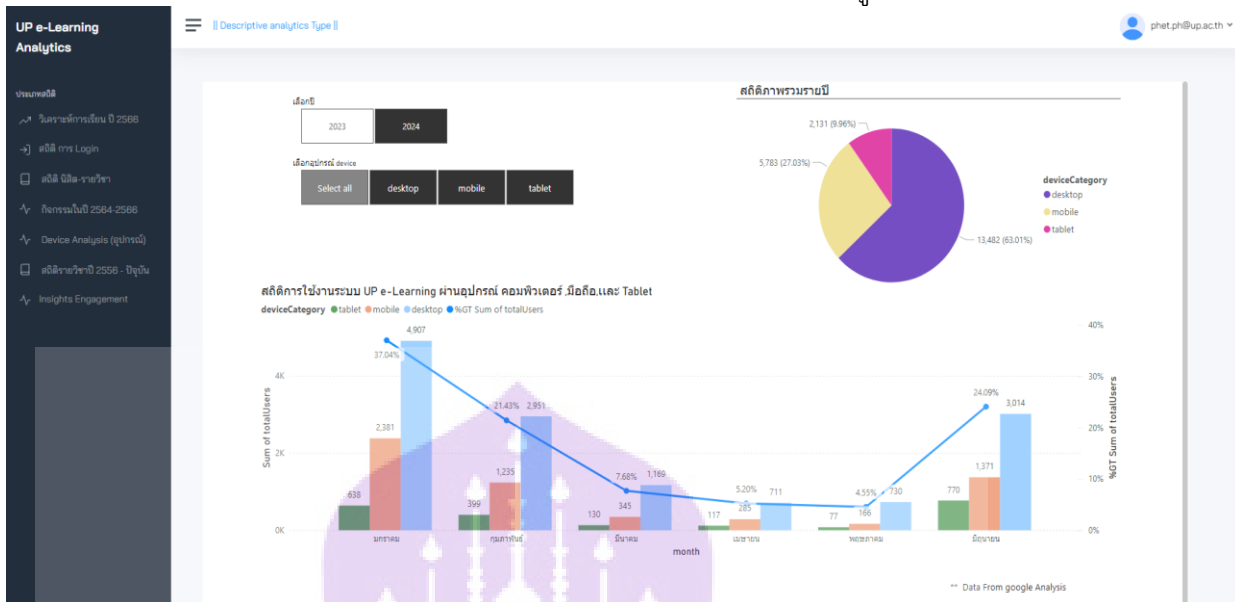 UP e-Learning
Analytics
|| Descriptive analytics Type ||
phet.ph@up.ac.th
ประเภทสถิติ
วิเคราะห์การเรียน ปี 2566
สถิติ การ Login
สถิติ นิสิต-รายวิชา
กิจกรรมในปี 2564-2566
Device Analysis (อุปกรณ์)
สถิติรายวิชาปี 2556 - ปัจุบัน
Insights Engagement
เลือกปี
2023 2024
เลือกอุปกรณ์ device
Select all desktop mobile tablet
สถิติภาพรวมรายปี
2,131 (9.96%)
5,783 (27.03%)
13,482 (63.01%)
deviceCategory
desktop
mobile
tablet
สถิติการใช้งานระบบ UP e-Learning ผ่านอุปกรณ์ คอมพิวเตอร์ ,มือถือ,และ Tablet
deviceCategory tablet mobile desktop %GT Sum of totalUsers
Sum of totalUsers
4K
2K
0K
638 2,381 4,907 37.04%
399 1,235 2,951 21.43%
130 345 1,169 7.68%
117 285 711 5.20%
77 166 730 4.55%
770 1,371 3,014 24.09%
40%
30%
20%
10%
0%
%GT Sum of totalUsers
มกราคม กุมภาพันธ์ มีนาคม เมษายน พฤษภาคม มิถุนายน
month
** Data From google Analysis